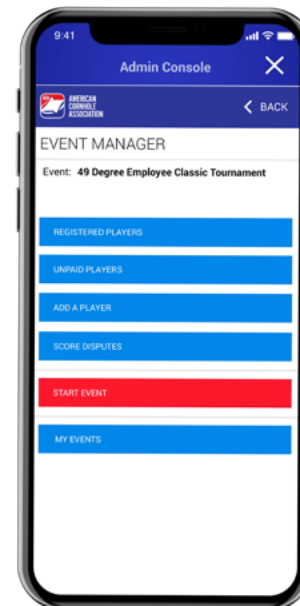 9:41
Admin Console
AMERICAN
CORNHOLE
ASSOCIATION
BACK
EVENT MANAGER
Event: 49 Degree Employee Classic Tournament
REGISTERED PLAYERS
UNPAID PLAYERS
ADD A PLAYER
SCORE DISPUTES
START EVENT
MY EVENTS